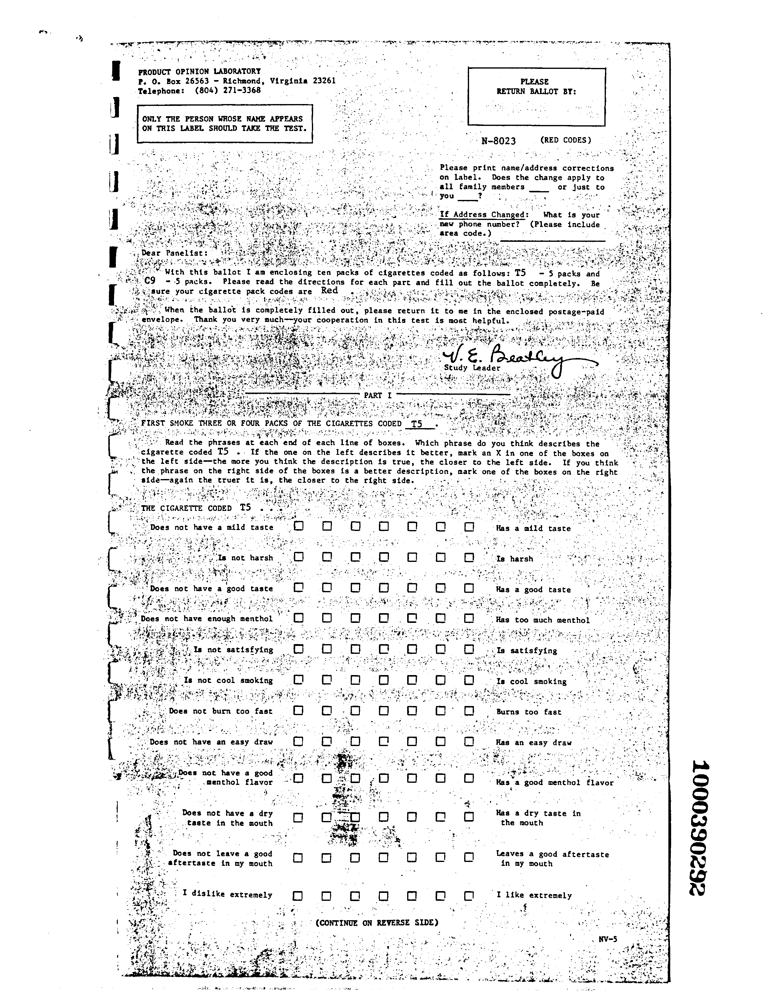 PRODUCT OPINION LABORATORY
P. O. Box 26563 - Richmond, Virginia 23261
Telephone: (804) 271-3368
PLEASE
RETURN BALLOT BY:
ONLY THE PERSON WHOSE NAME APPEARS
ON THIS LABEL SHOULD TAKE THE TEST.
N-8023 (RED CODES)
Please print name/address corrections
on Label. Does the change apply to
all family members ____ or just to
you ____?
If Address Changed: What is your
new phone number? (Please include
area code.) ____
Dear Panelist:
With this ballot I am enclosing ten packs of cigarettes coded as follows: T5 - 5 packs and
C9 - 5 packs. Please read the directions for each part and fill out the ballot completely. Be
sure your cigarette pack codes are Red .
When the ballot is completely filled out, please return it to me in the enclosed postage-paid
envelope. Thank you very much—your cooperation in this test is most helpful.
V. E. Beatley
Study Leader
PART I
FIRST SMOKE THREE OR FOUR PACKS OF THE CIGARETTES CODED T5 .
Read the phrases at each end of each line of boxes. Which phrase do you think describes the
cigarette coded T5 . If the one on the left describes it better, mark an X in one of the boxes on
the left side—the more you think the description is true, the closer to the left side. If you think
the phrase on the right side of the boxes is a better description, mark one of the boxes on the right
side—again the truer it is, the closer to the right side.
THE CIGARETTE CODED T5 . . .
Does not have a mild taste Has a mild taste
Is not harsh Is harsh
Does not have a good taste Has a good taste
Does not have enough menthol Has too much menthol
Is not satisfying Is satisfying
Is not cool smoking Is cool smoking
Does not burn too fast Burns too fast
Does not have an easy draw Has an easy draw
Does not have a good
menthol flavor Has a good menthol flavor
Does not have a dry Has a dry taste in
taste in the mouth the mouth
Does not leave a good Leaves a good aftertaste
aftertaste in my mouth in my mouth
I dislike extremely I like extremely
(CONTINUE ON REVERSE SIDE)
NV-5
1000390292